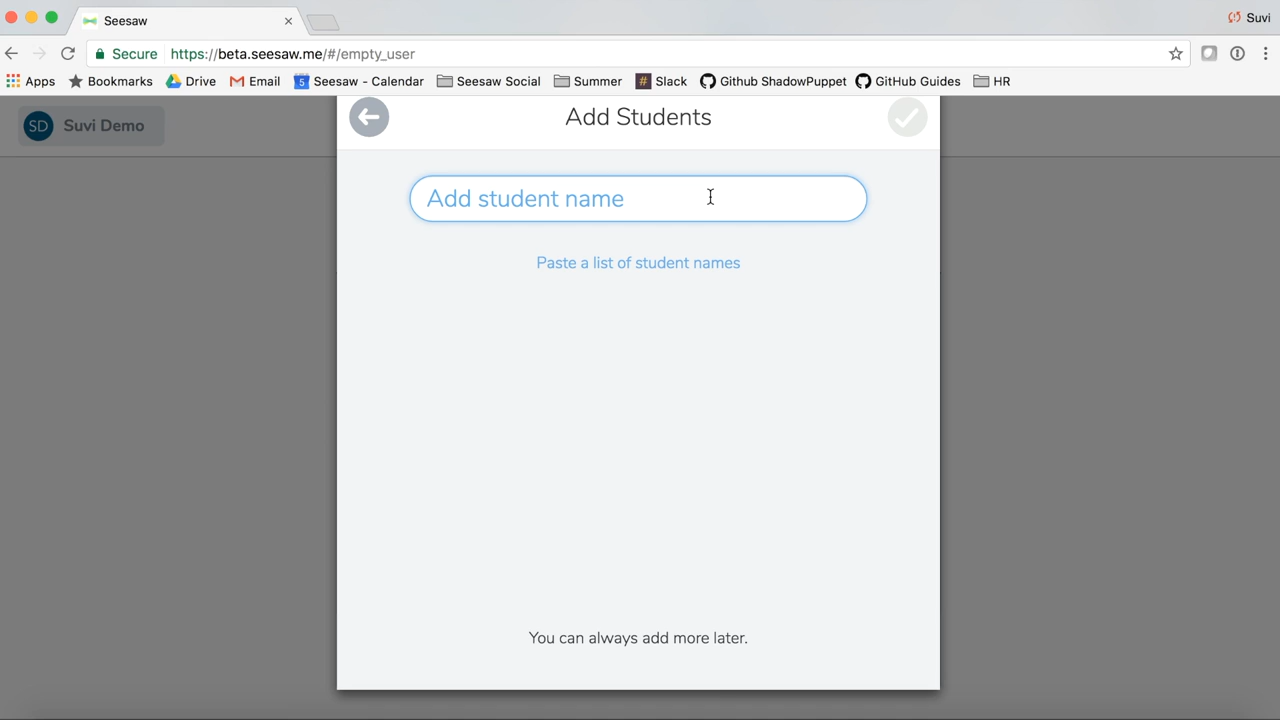 Seesaw
Suvi
Secure https://beta.seesaw.me/#/empty_user
Apps Bookmarks Drive Email 5 Seesaw - Calendar Seesaw Social Summer # Slack Github ShadowPuppet GitHub Guides HR
SD Suvi Demo
Add Students
Add student name
Paste a list of student names
You can always add more later.